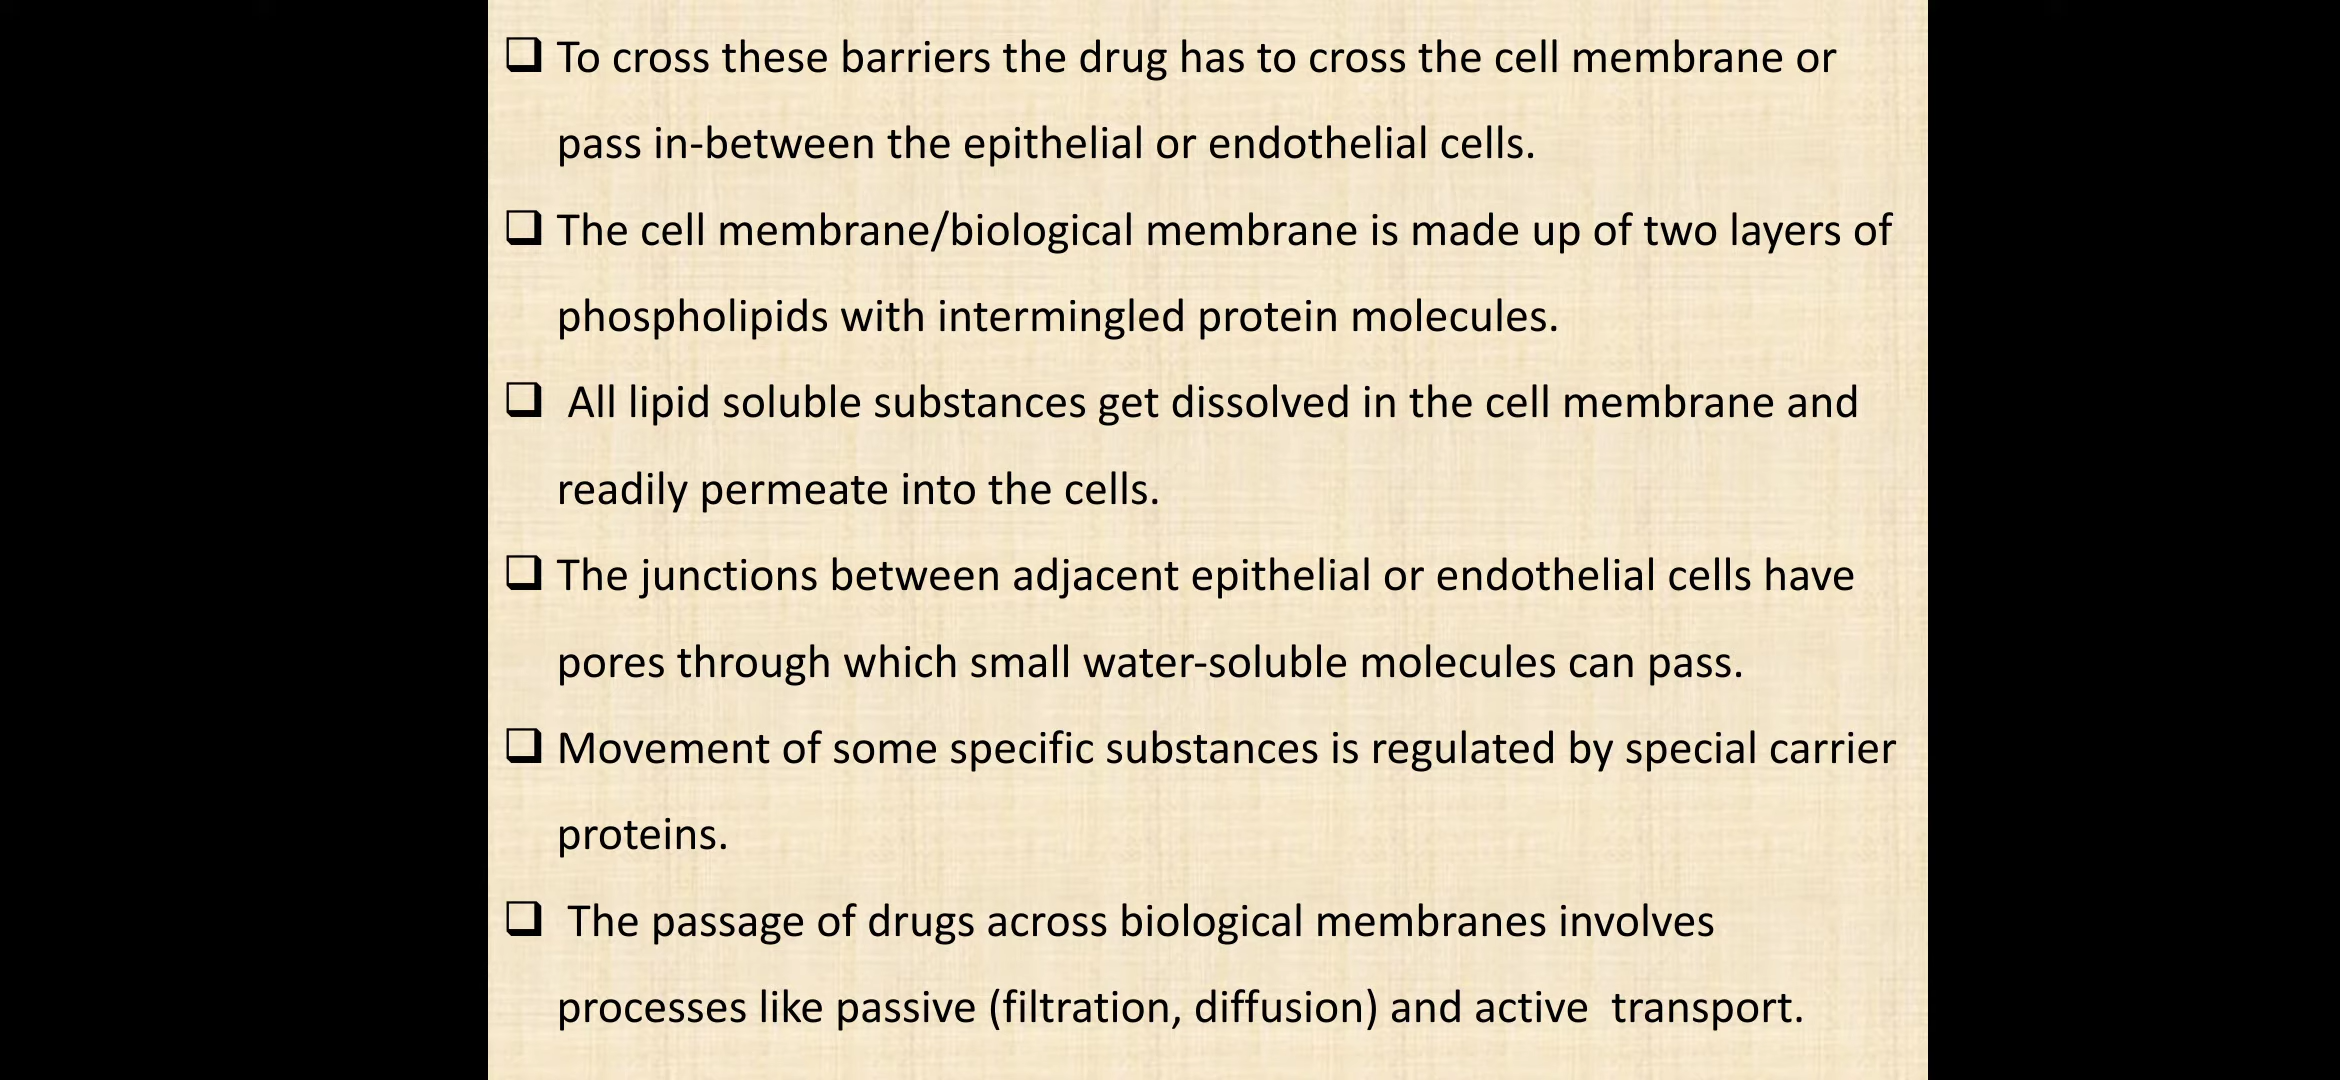 ❑ To cross these barriers the drug has to cross the cell membrane or
pass in-between the epithelial or endothelial cells.
❑ The cell membrane/biological membrane is made up of two layers of
phospholipids with intermingled protein molecules.
❑ All lipid soluble substances get dissolved in the cell membrane and
readily permeate into the cells.
❑ The junctions between adjacent epithelial or endothelial cells have
pores through which small water-soluble molecules can pass.
❑ Movement of some specific substances is regulated by special carrier
proteins.
❑ The passage of drugs across biological membranes involves
processes like passive (filtration, diffusion) and active  transport.